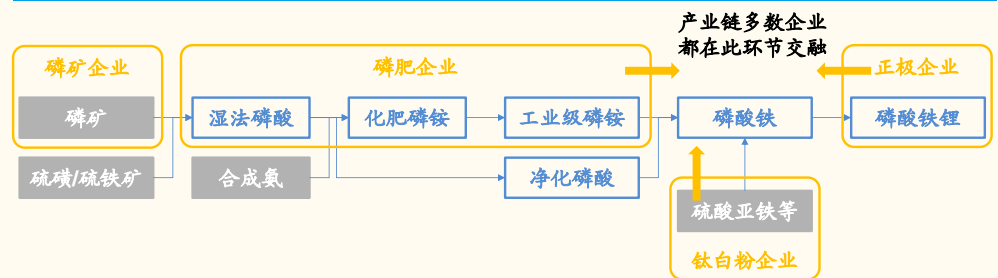 产业链多数企业
都在此环节交融
磷矿企业
磷肥企业
正极企业
磷矿
湿法磷酸
化肥磷铵
工业级磷铵
磷酸铁
磷酸铁锂
硫磺/硫铁矿
合成氨
净化磷酸
硫酸亚铁等
钛白粉企业